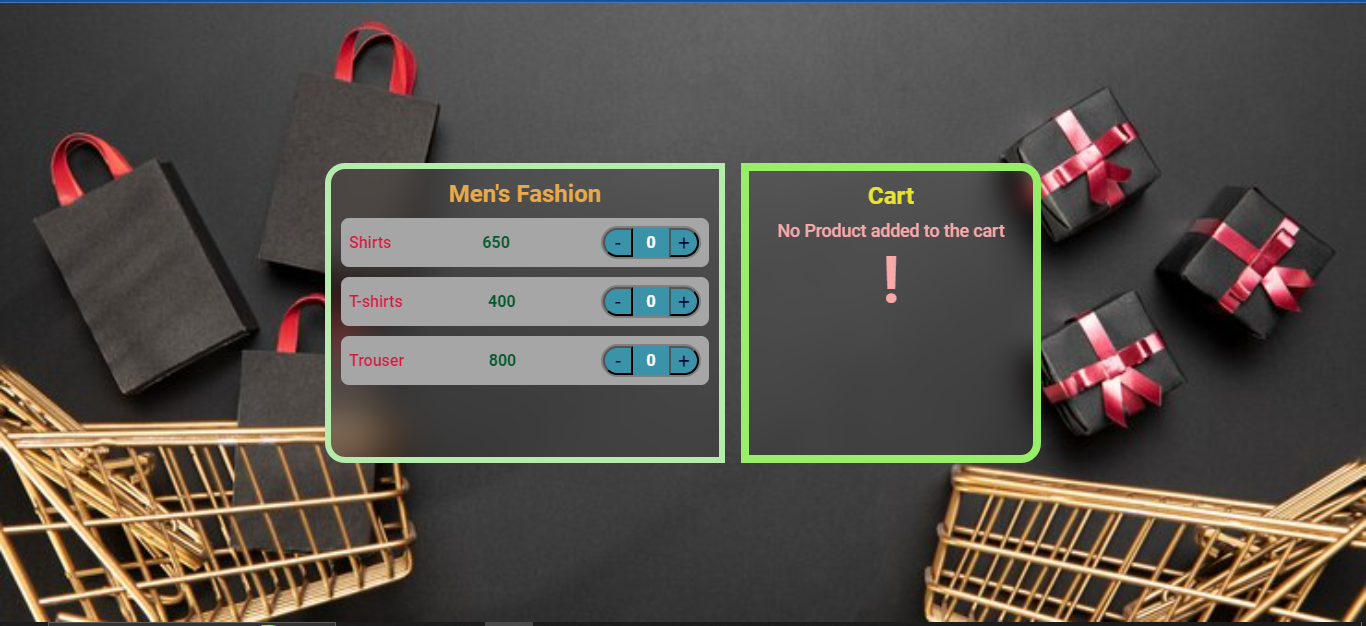 Men's Fashion
Shirts 650 - 0 +
T-shirts 400 - 0 +
Trouser 800 - 0 +
Cart
No Product added to the cart
!